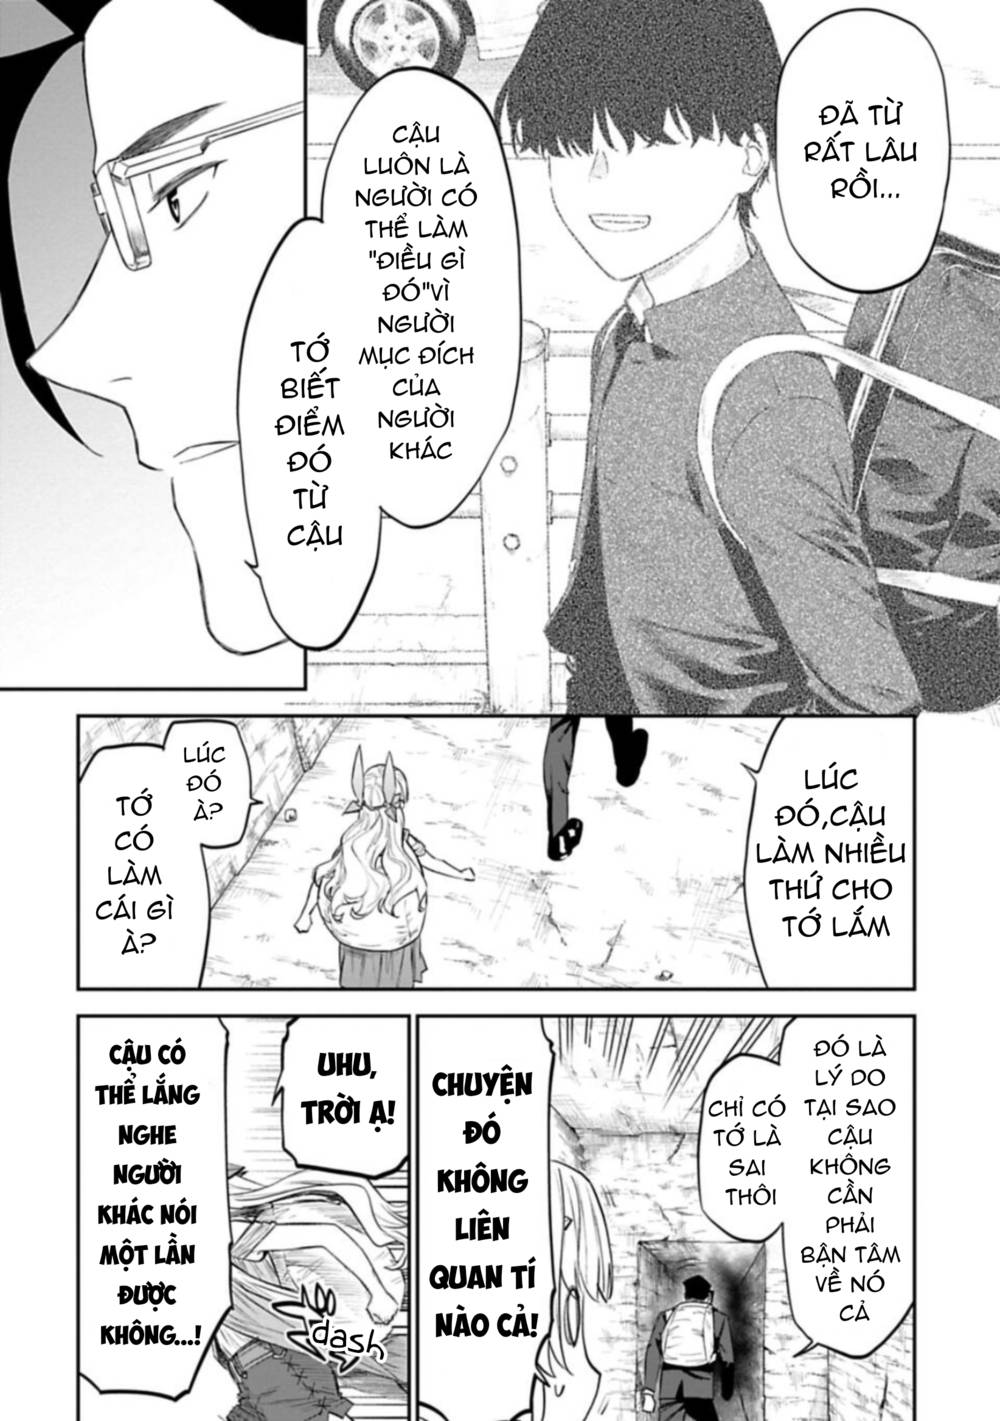 ĐÃ TỪ
RẤT LÂU
RỒI...
CẬU
LUÔN LÀ
NGƯỜI CÓ
THỂ LÀM
"ĐIỀU GÌ
ĐÓ"VÌ
NGƯỜI
MỤC ĐÍCH
CỦA
NGƯỜI
KHÁC
TỚ
BIẾT
ĐIỂM
ĐÓ
TỪ
CẬU
LÚC
ĐÓ,CẬU
LÀM NHIỀU
THỨ CHO
TỚ LẮM
LÚC
ĐÓ
À?
TỚ
CÓ
LÀM
CÁI GÌ
À?
ĐÓ LÀ
LÝ DO
TẠI SAO
CẬU
KHÔNG
CẦN
PHẢI
BẬN TÂM
VỀ NÓ
CẢ
CHỈ CÓ
TỚ LÀ
SAI
THÔI
CHUYỆN
ĐÓ
KHÔNG
LIÊN
QUAN TÍ
NÀO CẢ!
UHU,
TRỜI Ạ!
CẬU CÓ
THỂ LẮNG
NGHE
NGƯỜI
KHÁC NÓI
MỘT LẦN
ĐƯỢC
KHÔNG...!
dash